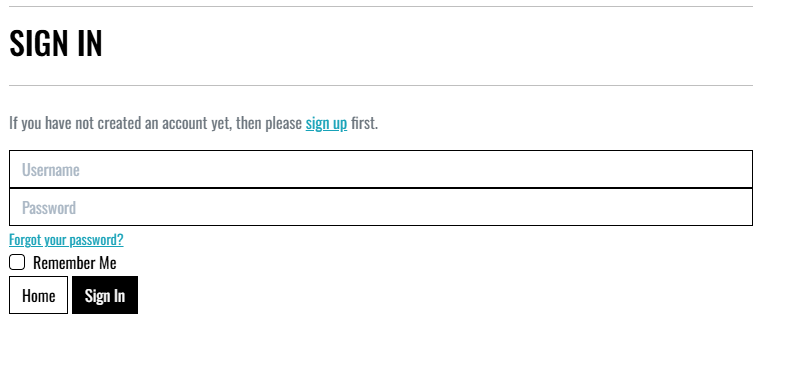 SIGN IN
If you have not created an account yet, then please sign up first.
Username
Password
Forgot your password?
Remember Me
Home Sign In